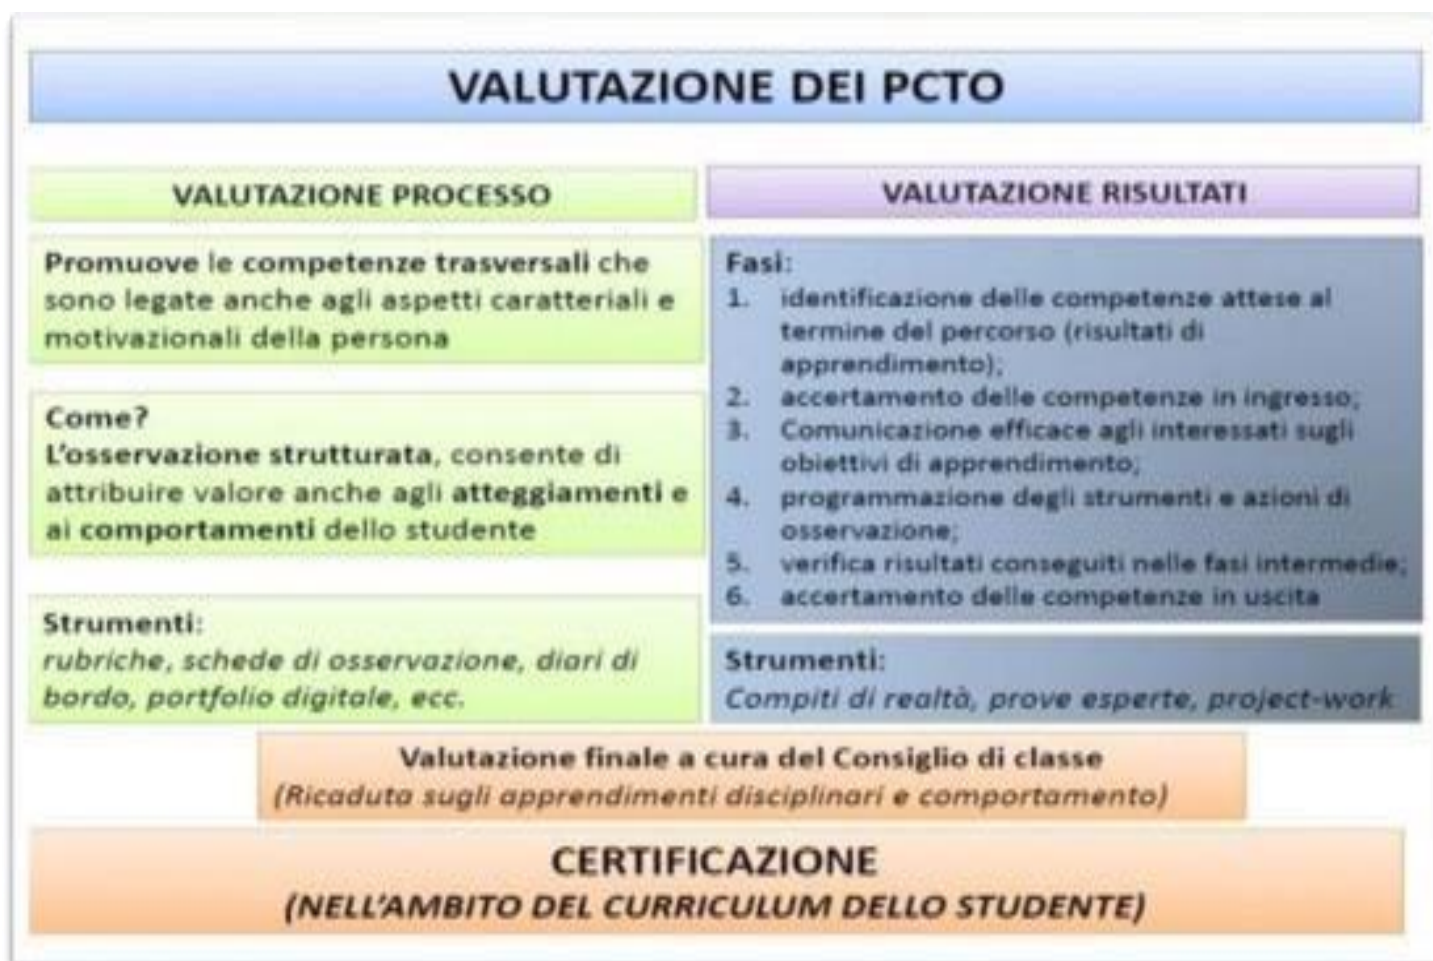 VALUTAZIONE DEI PCTO
VALUTAZIONE PROCESSO
Promuove le competenze trasversali che
sono legate anche agli aspetti caratteriali e
motivazionali della persona
Come?
L'osservazione strutturata, consente di
attribuire valore anche agli atteggiamenti e
ai comportamenti dello studente
Strumenti:
rubriche, schede di osservazione, diari di
bordo, portfolio digitale, ecc.
VALUTAZIONE RISULTATI
Fasi:
1. identificazione delle competenze attese al
termine del percorso (risultati di
apprendimento);
2. accertamento delle competenze in ingresso;
3. Comunicazione efficace agli interessati sugli
obiettivi di apprendimento;
4. programmazione degli strumenti e azioni di
osservazione;
5. verifica risultati conseguiti nelle fasi intermedie;
6. accertamento delle competenze in uscita
Strumenti:
Compiti di realtà, prove esperte, project-work
Valutazione finale a cura del Consiglio di classe
(Ricaduta sugli apprendimenti disciplinari e comportamento)
CERTIFICAZIONE
(NELL'AMBITO DEL CURRICULUM DELLO STUDENTE)